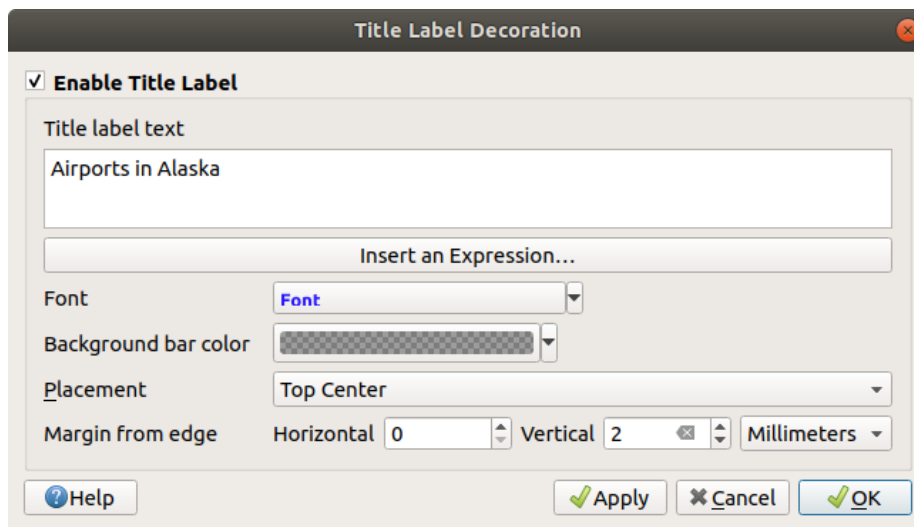 Title Label Decoration
Enable Title Label
Title label text
Airports in Alaska
Insert an Expression...
Font Font
Background bar color
Placement Top Center
Margin from edge Horizontal 0 Vertical 2 Millimeters
Help Apply Cancel OK